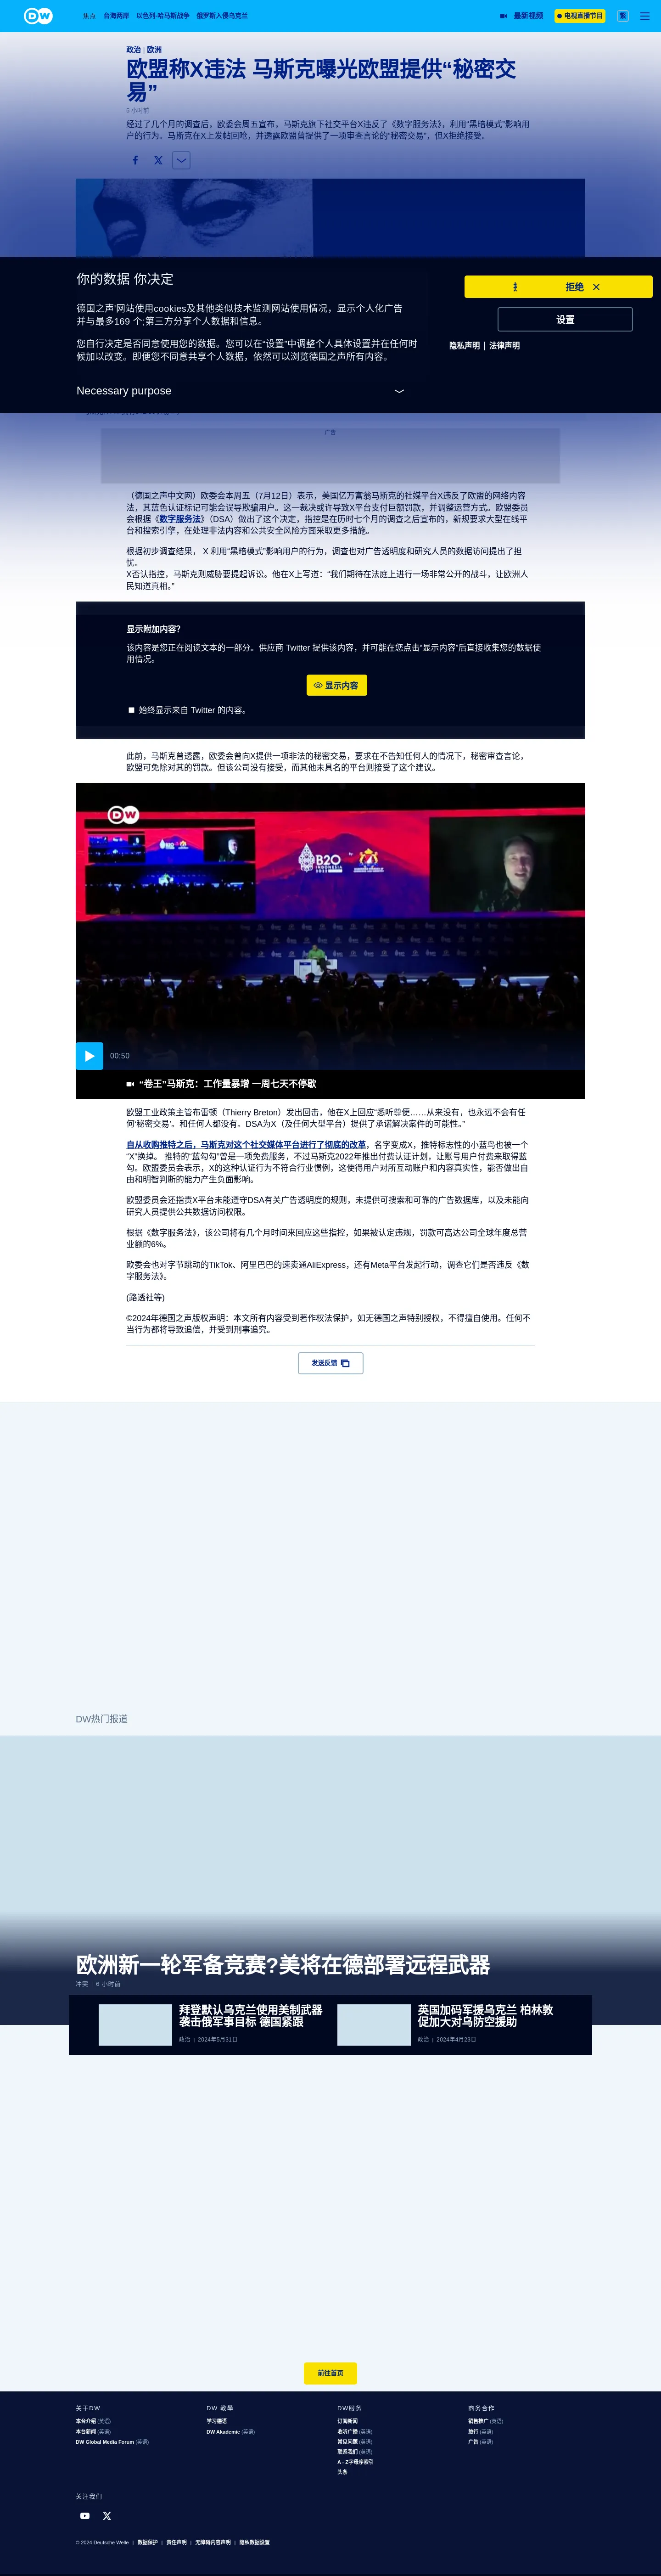 DW
焦点 台海两岸 以色列-哈马斯战争 俄罗斯人侵乌克兰 最新视频 电视直播节目 繁
政治 | 欧洲
欧盟称X违法 马斯克曝光欧盟提供“秘密交
易”
5 小时前
经过了几个月的调查后，欧委会周五宣布，马斯克旗下社交平台X违反了《数字服务法》，利用“黑暗模式”影响用
户的行为。马斯克在X上发帖回呛，并透露欧盟曾提供了一项审查言论的“秘密交易”，但X拒绝接受。
你的数据 你决定
拒绝
德国之声'网站使用cookies及其他类似技术监测网站使用情况，显示个人化广告
并与最多169 个;第三方分享个人数据和信息。
设置
您自行决定是否同意使用您的数据。您可以在“设置”中调整个人具体设置并在任何时
候加以改变。即便您不同意共享个人数据，依然可以浏览德国之声所有内容。
隐私声明 | 法律声明
Necessary purpose
广告
（德国之声中文网）欧委会本周五（7月12日）表示，美国亿万富翁马斯克的社媒平台X违反了欧盟的网络内容
法，其蓝色认证标记可能会误导或欺骗用户。这一裁决或许导致X平台支付巨额罚款，并调整运营方式。欧盟委员
会根据《数字服务法》（DSA）做出了这个决定，指控是在历时七个月的调查之后宣布的，新规要求大型在线平
台和搜索引擎，在处理非法内容和公共安全风险方面采取更多措施。
根据初步调查结果， X 利用“黑暗模式”影响用户的行为，调查也对广告透明度和研究人员的数据访问提出了担
忧。
X否认指控，马斯克则威胁要提起诉讼。他在X上写道：“我们期待在法庭上进行一场非常公开的战斗，让欧洲人
民知道真相。”
显示附加内容？
该内容是您正在阅读文本的一部分。供应商 Twitter 提供该内容，并可能在您点击“显示内容”后直接收集您的数据使
用情况。
显示内容
始终显示来自 Twitter 的内容。
此前，马斯克曾透露，欧委会曾向X提供一项非法的秘密交易，要求在不告知任何人的情况下，秘密审查言论，
欧盟可免除对其的罚款。但该公司没有接受，而其他未具名的平台则接受了这个建议。
DW
B20
INDONESIA
00:50
“卷王”马斯克：工作量暴增 一周七天不停歇
欧盟工业政策主管布雷顿（Thierry Breton）发出回击，他在X上回应“悉听尊便……从来没有，也永远不会有任
何‘秘密交易’。和任何人都没有。DSA为X（及任何大型平台）提供了承诺解决案件的可能性。”
自从收购推特之后，马斯克对这个社交媒体平台进行了彻底的改革，名字变成X，推特标志性的小蓝鸟也被一个
“X”换掉。 推特的“蓝勾勾”曾是一项免费服务，不过马斯克2022年推出付费认证计划，让账号用户付费来取得蓝
勾。欧盟委员会表示，X的这种认证行为不符合行业惯例，这使得用户对所互动账户和内容真实性，能否做出自
由和明智判断的能力产生负面影响。
欧盟委员会还指责X平台未能遵守DSA有关广告透明度的规则，未提供可搜索和可靠的广告数据库，以及未能向
研究人员提供公共数据访问权限。
根据《数字服务法》，该公司将有几个月时间来回应这些指控，如果被认定违规，罚款可高达公司全球年度总营
业额的6%。
欧委会也对字节跳动的TikTok、阿里巴巴的速卖通AliExpress，还有Meta平台发起行动，调查它们是否违反《数
字服务法》。
(路透社等)
©2024年德国之声版权声明：本文所有内容受到著作权法保护，如无德国之声特别授权，不得擅自使用。任何不
当行为都将导致追偿，并受到刑事追究。
发送反馈
DW热门报道
欧洲新一轮军备竞赛?美将在德部署远程武器
冲突 | 6 小时前
拜登默认乌克兰使用美制武器
袭击俄军事目标 德国紧跟
政治 | 2024年5月31日
英国加码军援乌克兰 柏林敦
促加大对乌防空援助
政治 | 2024年4月23日
前往首页
关于DW
本台介绍 (英语)
本台新闻 (英语)
DW Global Media Forum (英语)
DW 教学
学习德语
DW Akademie (英语)
DW服务
订阅新闻
收听广播 (英语)
常见问题 (英语)
联系我们 (英语)
A - Z字母序索引
头条
商务合作
销售推广 (英语)
旅行 (英语)
广告 (英语)
关注我们
© 2024 Deutsche Welle | 数据保护 | 责任声明 | 无障碍内容声明 | 隐私数据设置